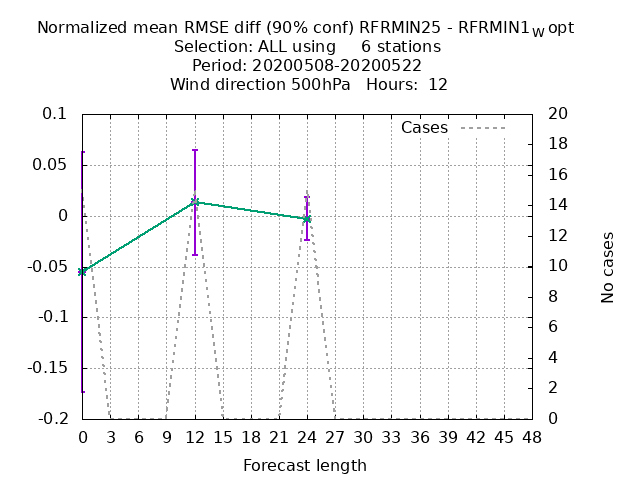 Normalized mean RMSE diff (90% conf) RFRMIN25 - RFRMIN1wopt
Selection: ALL using 6 stations
Period: 20200508-20200522
Wind direction 500hPa Hours: 12
Cases
0.1
0.05
0
-0.05
-0.1
-0.15
-0.2
20
18
16
14
12
10
8
6
4
2
0
No cases
0 3 6 9 12 15 18 21 24 27 30 33 36 39 42 45 48
Forecast length